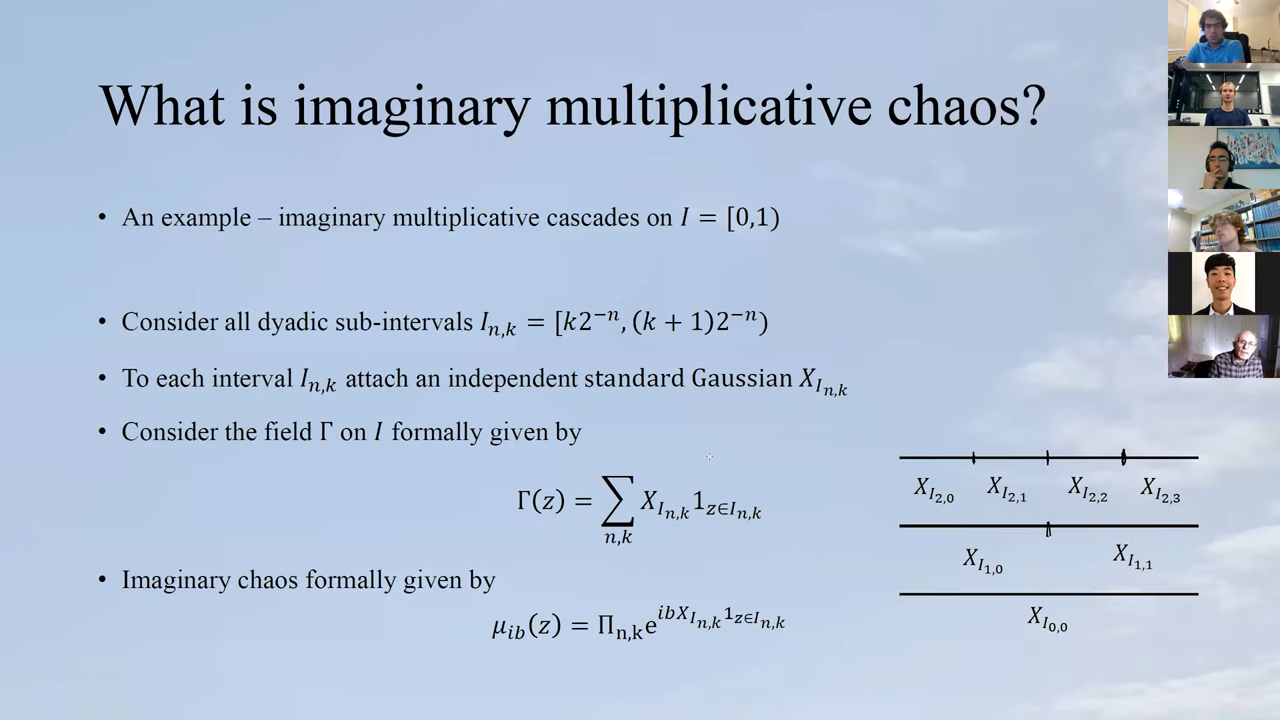 What is imaginary multiplicative chaos?
• An example – imaginary multiplicative cascades on 𝐼 = [0,1)
• Consider all dyadic sub-intervals 𝐼ₙ,ₖ = [𝑘2⁻ⁿ, (𝑘 + 1)2⁻ⁿ)
• To each interval 𝐼ₙ,ₖ attach an independent standard Gaussian X_{I_{n,k}}
• Consider the field Γ on 𝐼 formally given by
Γ(z) = ∑_{n,k} X_{I_{n,k}} 1_{z∈I_{n,k}}
• Imaginary chaos formally given by
μ_{ib}(z) = Π_{n,k} e^{ibX_{I_{n,k}} 1_{z∈I_{n,k}}}
X_{I_{2,0}} X_{I_{2,1}} X_{I_{2,2}} X_{I_{2,3}}
X_{I_{1,0}} X_{I_{1,1}}
X_{I_{0,0}}